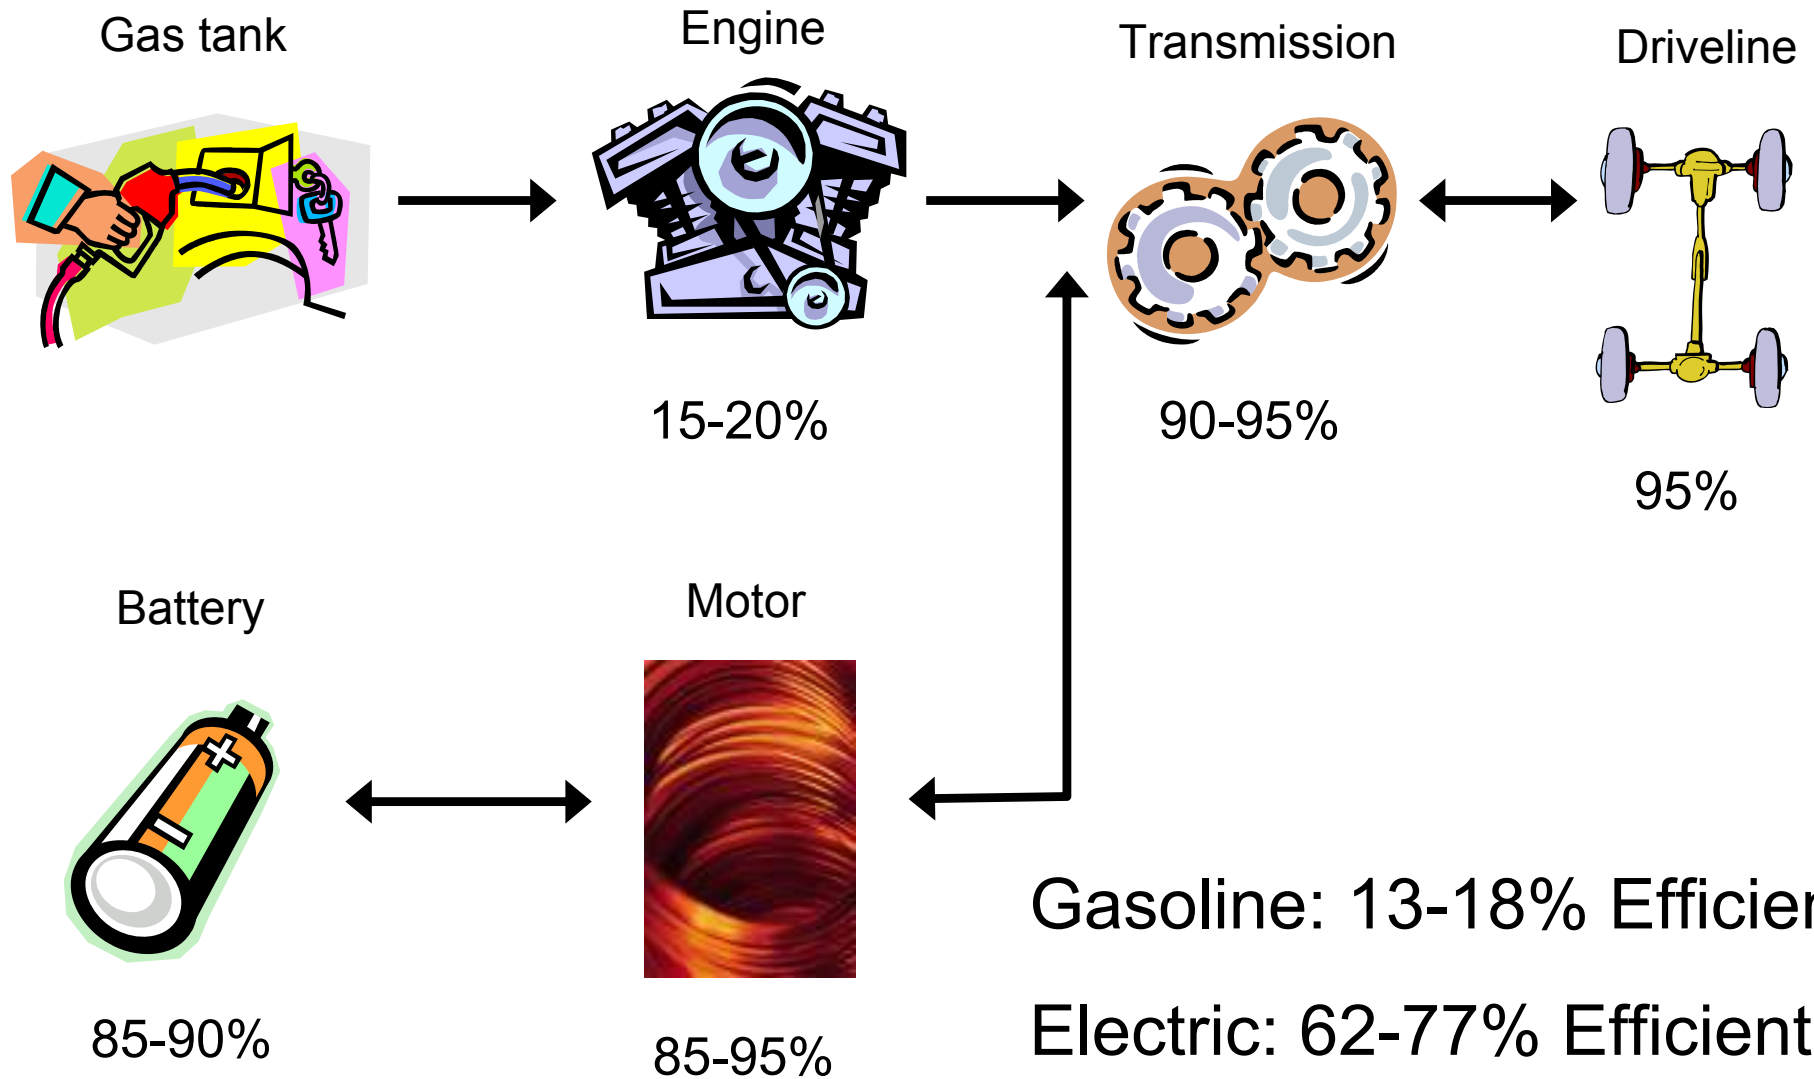 Gas tank
Engine
Transmission
Driveline
15-20%
90-95%
95%
Battery
Motor
85-90%
85-95%
Gasoline: 13-18% Efficien
Electric: 62-77% Efficient